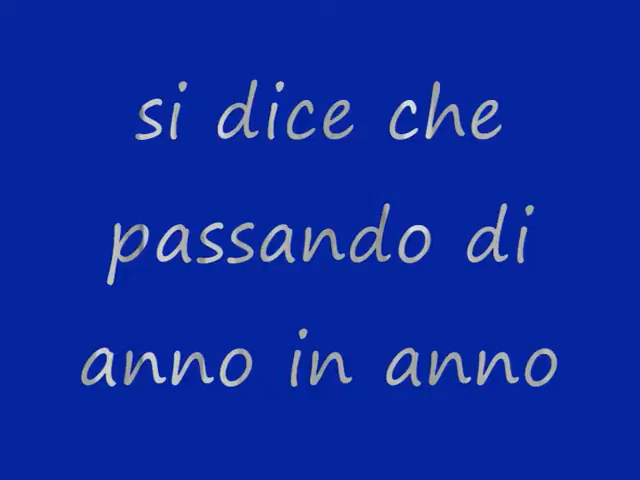 si dice che
passando di
anno in anno